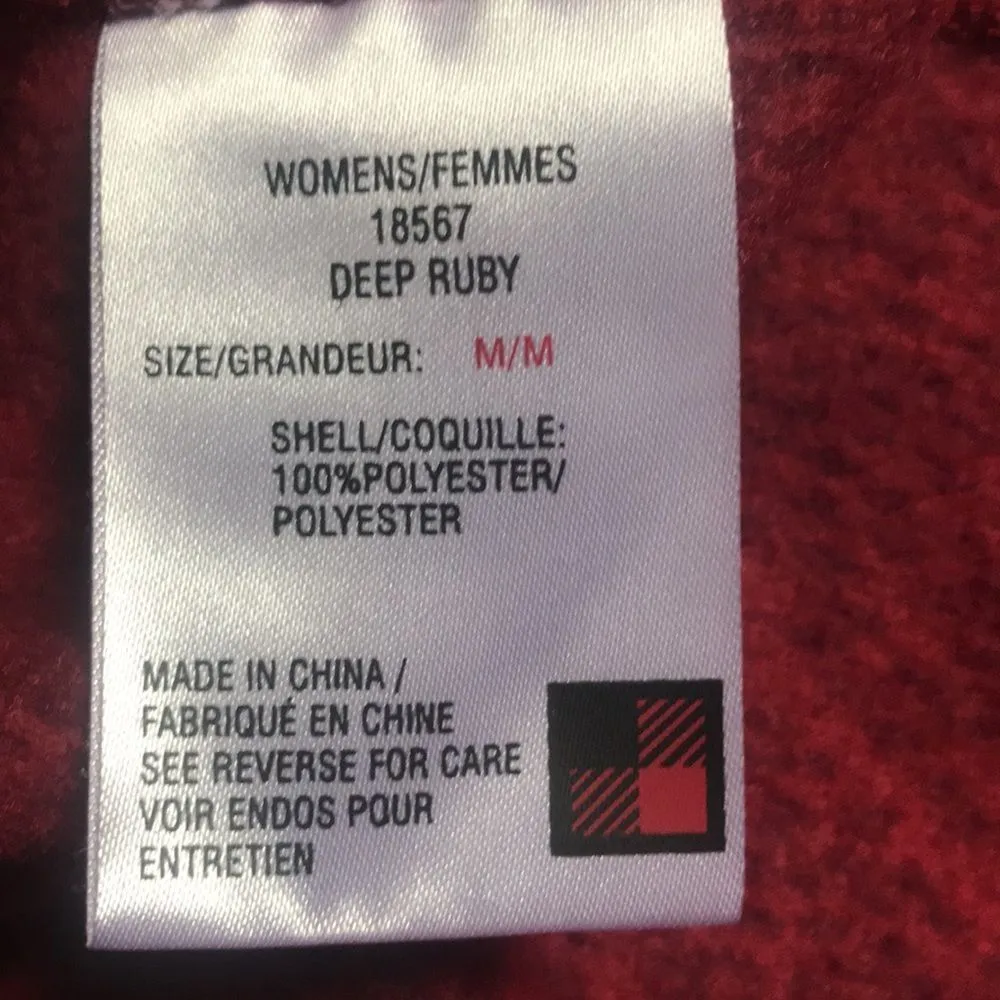 WOMENS/FEMMES
18567
DEEP RUBY
SIZE/GRANDEUR: M/M
SHELL/COQUILLE:
100%POLYESTER/
POLYESTER
MADE IN CHINA /
FABRIQUÉ EN CHINE
SEE REVERSE FOR CARE
VOIR ENDOS POUR
ENTRETIEN